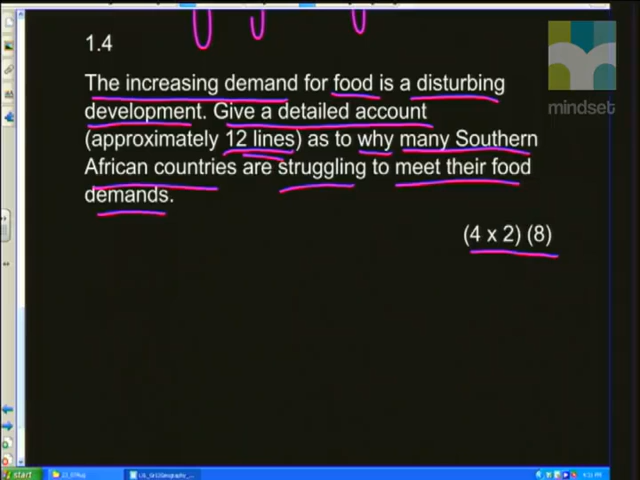 1.4
The increasing demand for food is a disturbing
development. Give a detailed account
(approximately 12 lines) as to why many Southern
African countries are struggling to meet their food
demands.
(4 x 2) (8)
mindset
start